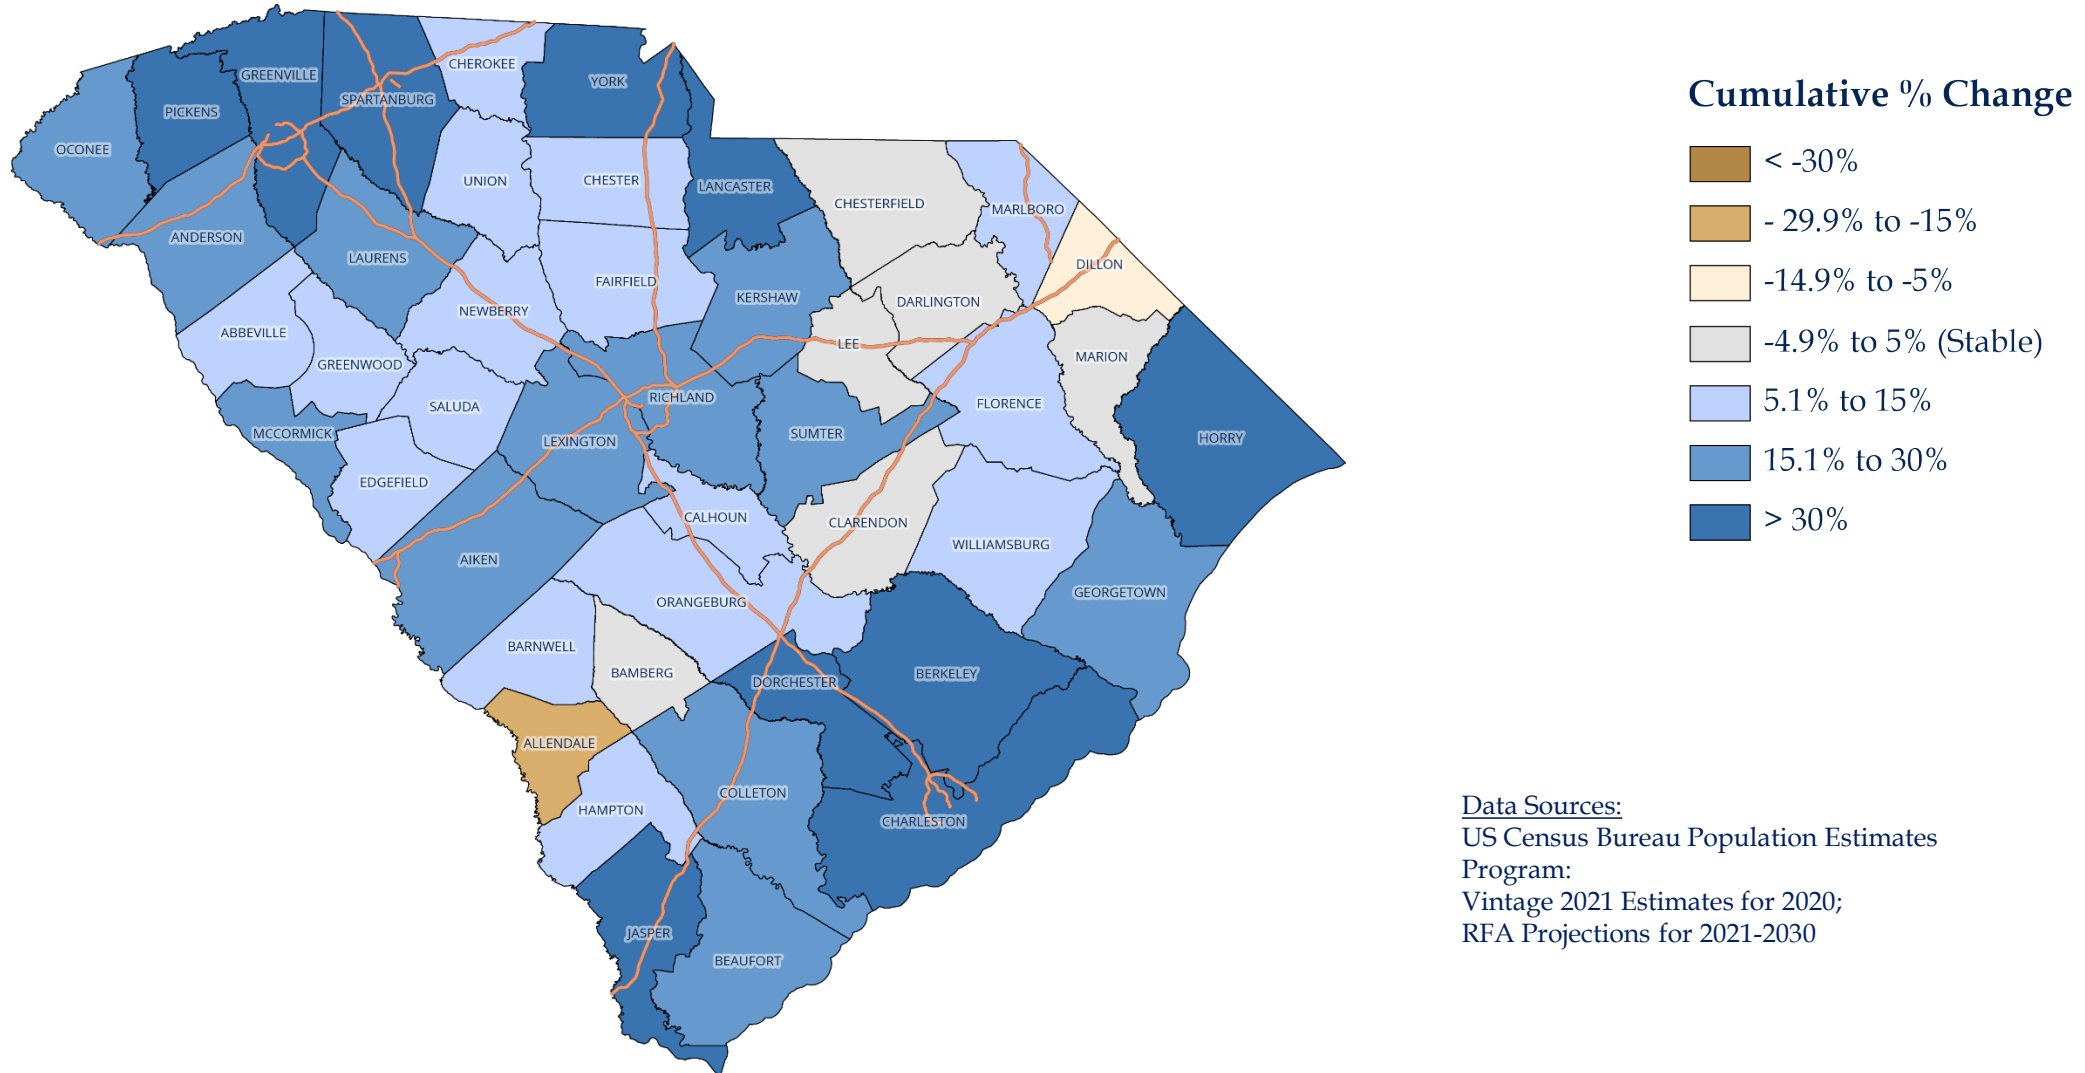 CHEROKEE
GREENVILLE
YORK
SPARTANBURG
PICKENS
OCONEE
UNION
CHESTER
LANCASTER
CHESTERFIELD
MARLBORO
ANDERSON
LAURENS
DILLON
FAIRFIELD
KERSHAW
DARLINGTON
NEWBERRY
ABBEVILLE
LEE
MARION
GREENWOOD
RICHLAND
SALUDA
FLORENCE
MCCORMICK
LEXINGTON
SUMTER
HORRY
EDGEFIELD
CALHOUN
CLARENDON
WILLIAMSBURG
AIKEN
GEORGETOWN
ORANGEBURG
BARNWELL
BAMBERG
DORCHESTER
BERKELEY
ALLENDALE
COLLETON
HAMPTON
CHARLESTON
JASPER
BEAUFORT
Cumulative % Change
< -30%
- 29.9% to -15%
-14.9% to -5%
-4.9% to 5% (Stable)
5.1% to 15%
15.1% to 30%
> 30%
Data Sources:
US Census Bureau Population Estimates
Program:
Vintage 2021 Estimates for 2020;
RFA Projections for 2021-2030